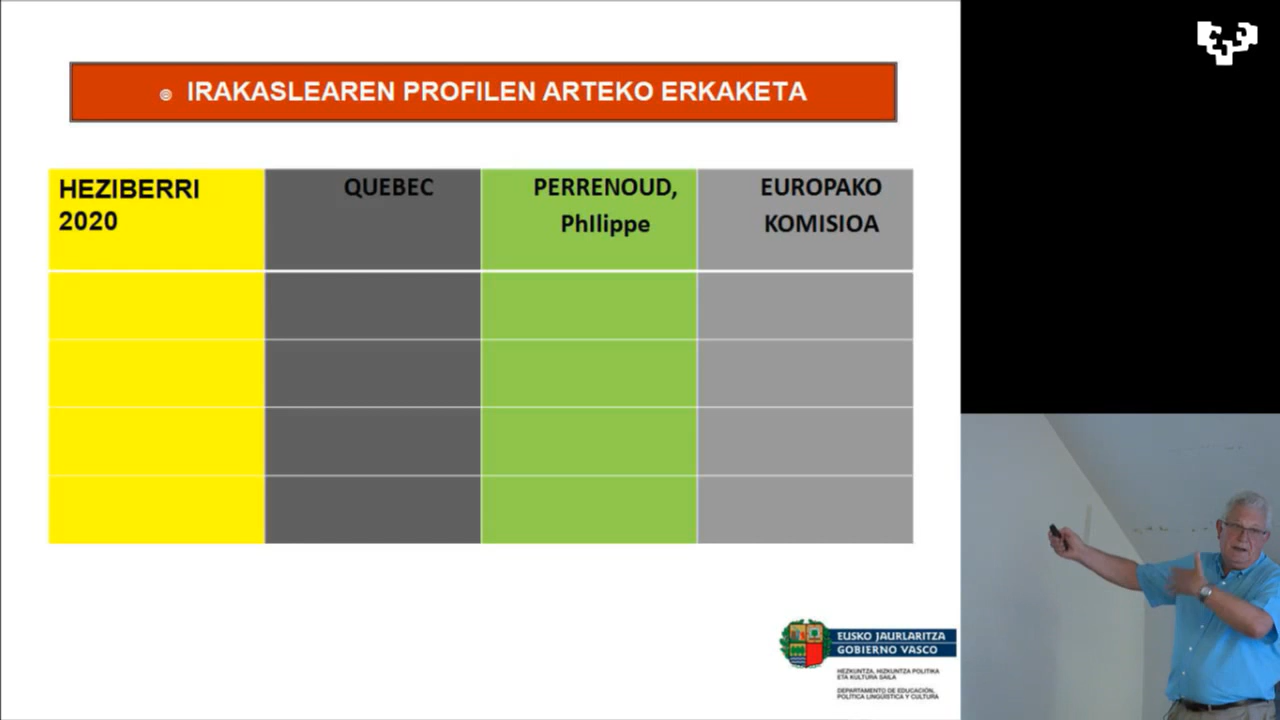 IRAKASLEAREN PROFILEN ARTEKO ERKAKETA
HEZIBERRI
2020
QUEBEC
PERRENOUD,
PhIlippe
EUROPAKO
KOMISIOA
EUSKO JAURLARITZA
GOBIERNO VASCO
HEZKUNTZA, HIZKUNTZA POLITIKA
ETA KULTURA SAILA
DEPARTAMENTO DE EDUCACIÓN,
POLÍTICA LINGÜÍSTICA Y CULTURA